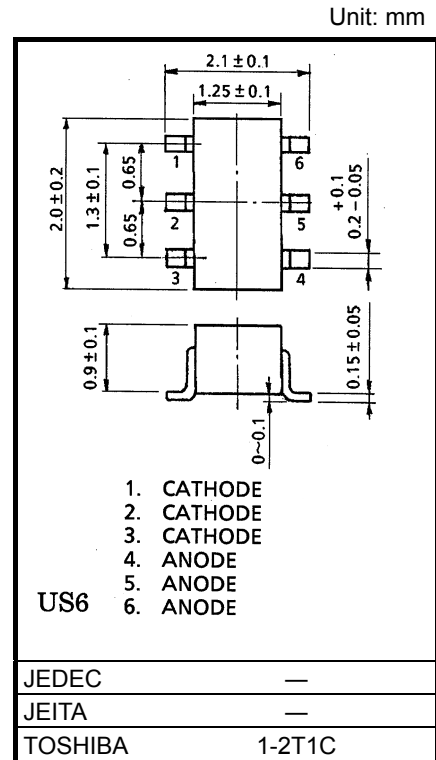 Unit: mm
2.1±0.1
1.25±0.1
1
6
2
5
3
4
2.0±0.2
1.3±0.1
0.65
0.65
+0.1
0.2−0.05
0.9±0.1
0.15±0.05
0~0.1
1. CATHODE
2. CATHODE
3. CATHODE
4. ANODE
5. ANODE
US6 6. ANODE
JEDEC —
JEITA —
TOSHIBA 1-2T1C